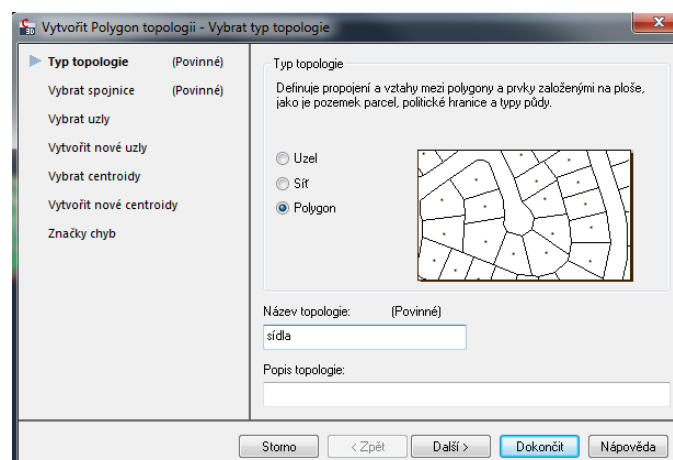 Vytvořit Polygon topologii - Vybrat typ topologie
Typ topologie (Povinné)
Vybrat spojnice (Povinné)
Vybrat uzly
Vytvořit nové uzly
Vybrat centroidy
Vytvořit nové centroidy
Značky chyb
Typ topologie
Definuje propojení a vztahy mezi polygony a prvky založenými na ploše,
jako je pozemek parcel, politické hranice a typy půdy.
Uzel
Síť
Polygon
Název topologie: (Povinné)
sídla
Popis topologie:
Storno
< Zpět
Další >
Dokončit
Nápověda